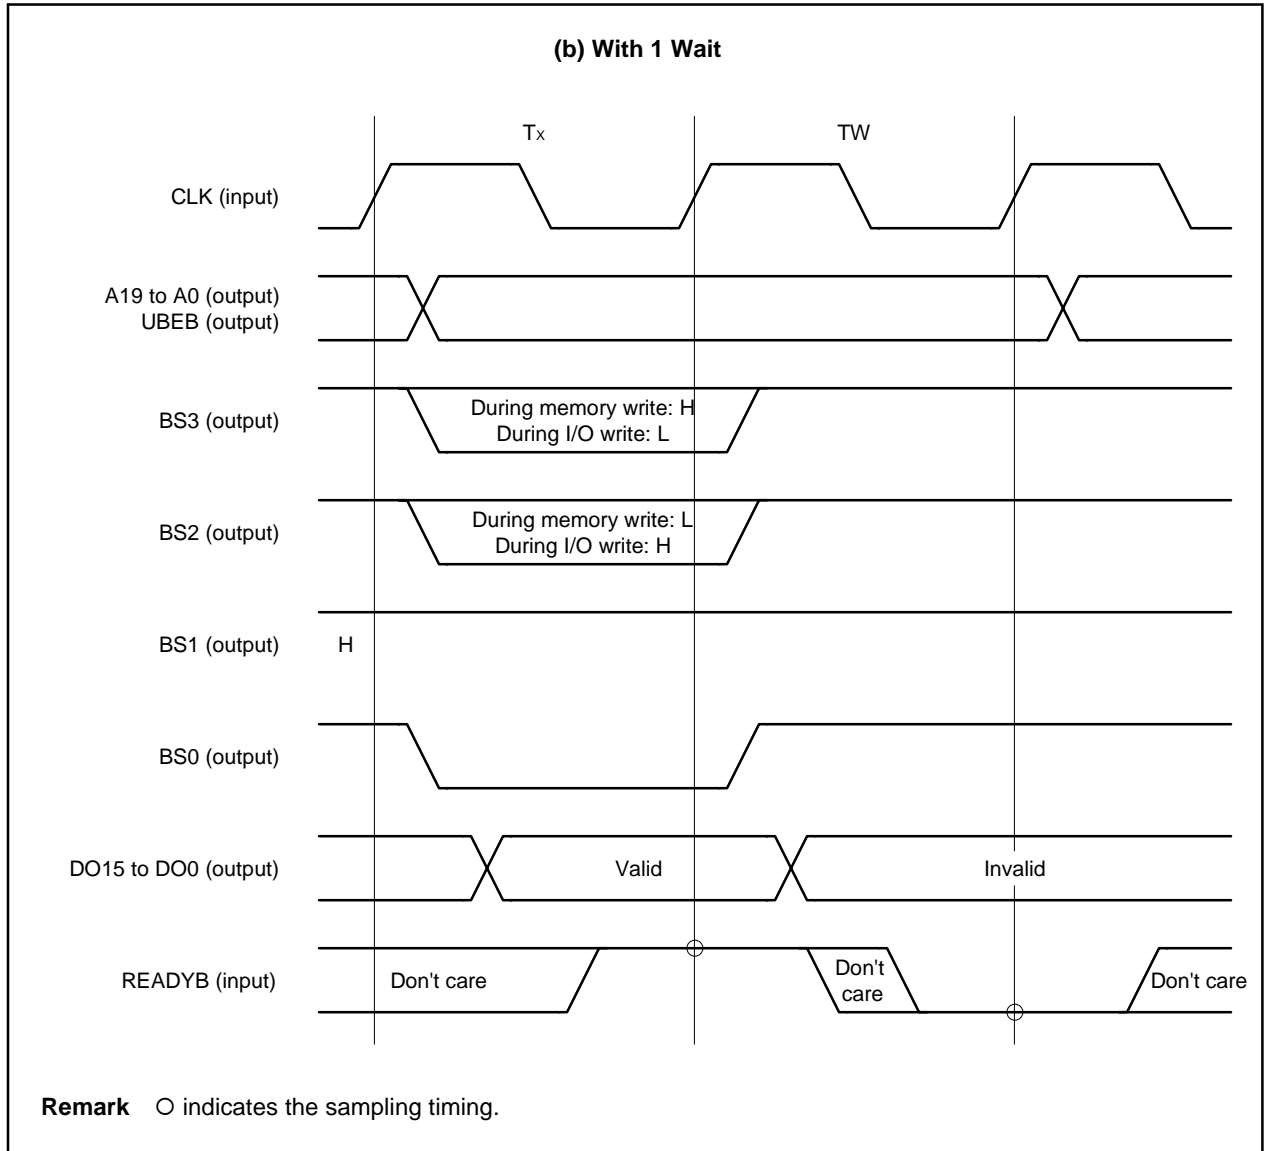 (b) With 1 Wait
Tx TW
CLK (input)
A19 to A0 (output)
UBEB (output)
BS3 (output)
During memory write: H
During I/O write: L
BS2 (output)
During memory write: L
During I/O write: H
BS1 (output) H
BS0 (output)
DO15 to DO0 (output) Valid Invalid
READYB (input) Don't care Don't care Don't care
Remark O indicates the sampling timing.